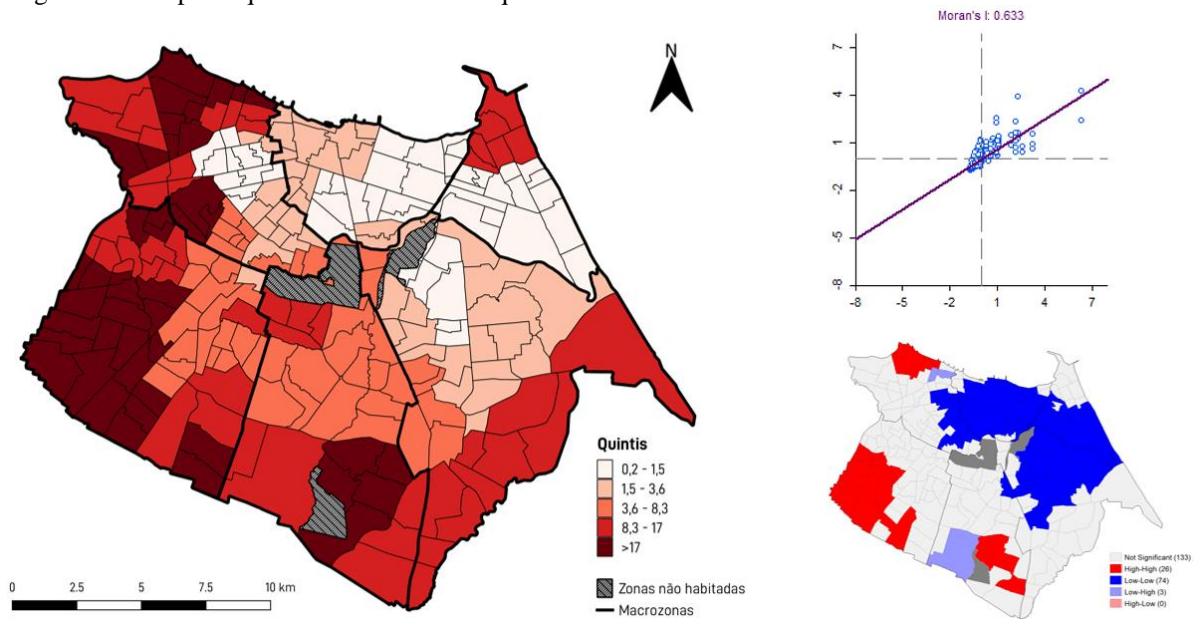 Moran's I: 0.633
N
7
4
1
-2
-5
-8
-8
-5
-2
1
4
7
Quintis
0,2 - 1,5
1,5 - 3,6
3,6 - 8,3
8,3 - 17
>17
Zonas não habitadas
Macrozonas
0
2.5
5
7.5
10 km
Not Significant (133)
High-High (26)
Low-Low (74)
Low-High (3)
High-Low (0)